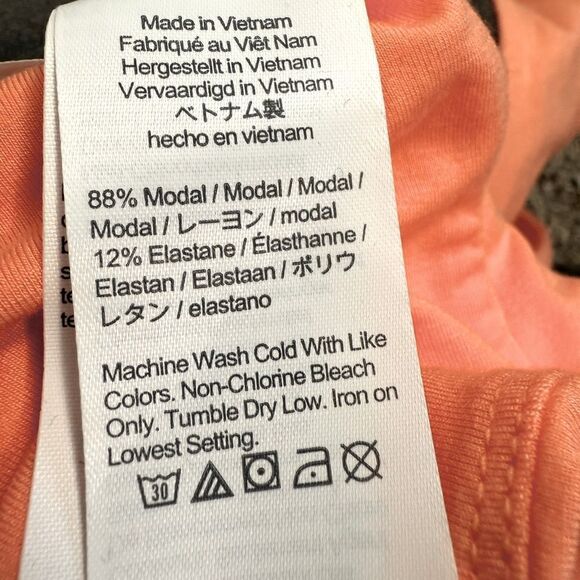 Made in Vietnam
Fabriqué au Viêt Nam
Hergestellt in Vietnam
Vervaardigd in Vietnam
ベトナム製
hecho en vietnam
88% Modal / Modal / Modal /
Modal / レーヨン / modal
12% Elastane / Élasthanne /
Elastan / Elastaan / ポリウ
レタン / elastano
Machine Wash Cold With Like
Colors. Non-Chlorine Bleach
Only. Tumble Dry Low. Iron on
Lowest Setting.
30